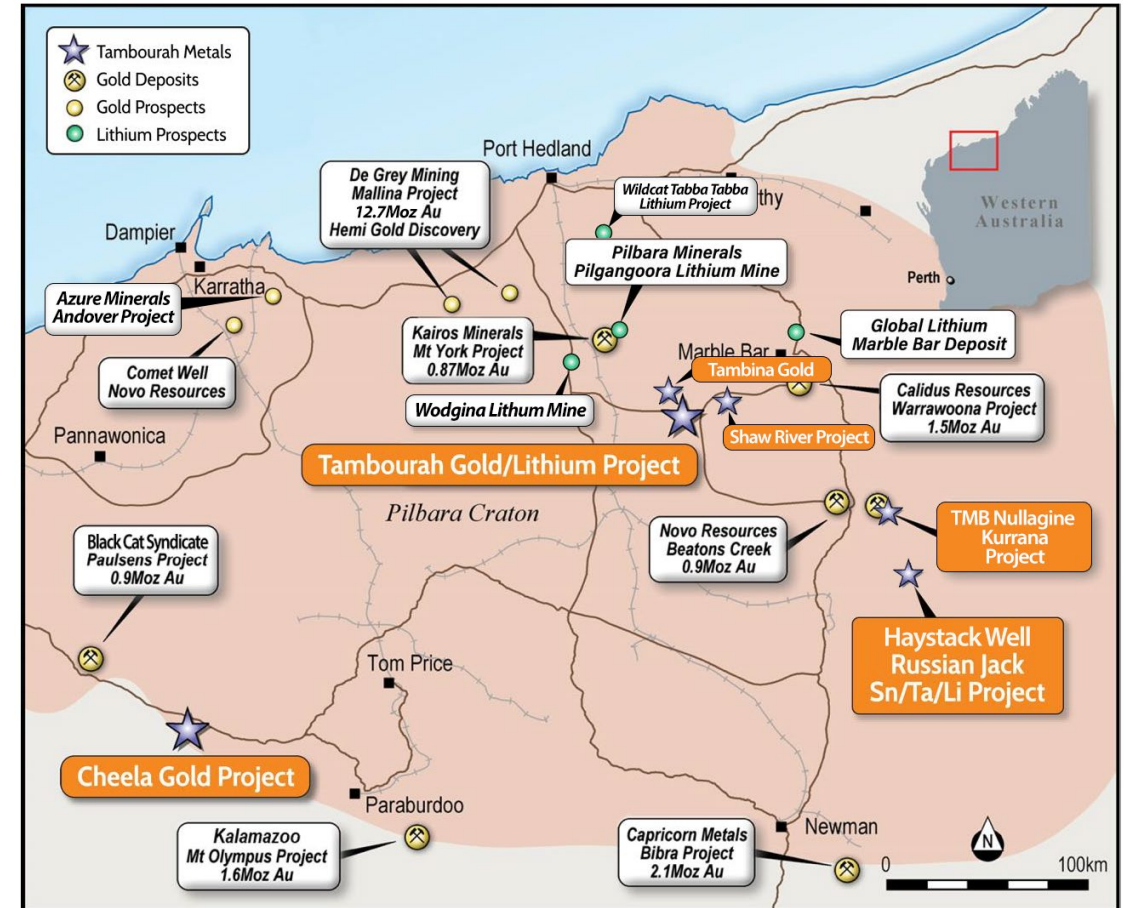 Tambourah Metals
Gold Deposits
Gold Prospects
Lithium Prospects
Port Hedland
De Grey Mining
Mallina Project
12.7Moz Au
Hemi Gold Discovery
Wildcat Tabba Tabba
Lithium Project
thy
Western
Australia
Perth
Dampier
Karratha
Pilbara Minerals
Pilgangoora Lithium Mine
Azure Minerals
Andover Project
Kairos Minerals
Mt York Project
0.87Moz Au
Global Lithium
Marble Bar Deposit
Marble Bar
Tambina Gold
Comet Well
Novo Resources
Wodgina Lithum Mine
Calidus Resources
Warrawoona Project
1.5Moz Au
Shaw River Project
Pannawonica
Tambourah Gold/Lithium Project
Pilbara Craton
Novo Resources
Beatons Creek
0.9Moz Au
TMB Nullagine
Kurrana
Project
Black Cat Syndicate
Paulsens Project
0.9Moz Au
Haystack Well
Russian Jack
Sn/Ta/Li Project
Tom Price
Cheela Gold Project
Paraburdoo
Kalamazoo
Mt Olympus Project
1.6Moz Au
Capricorn Metals
Bibra Project
2.1Moz Au
Newman
N
0 100km